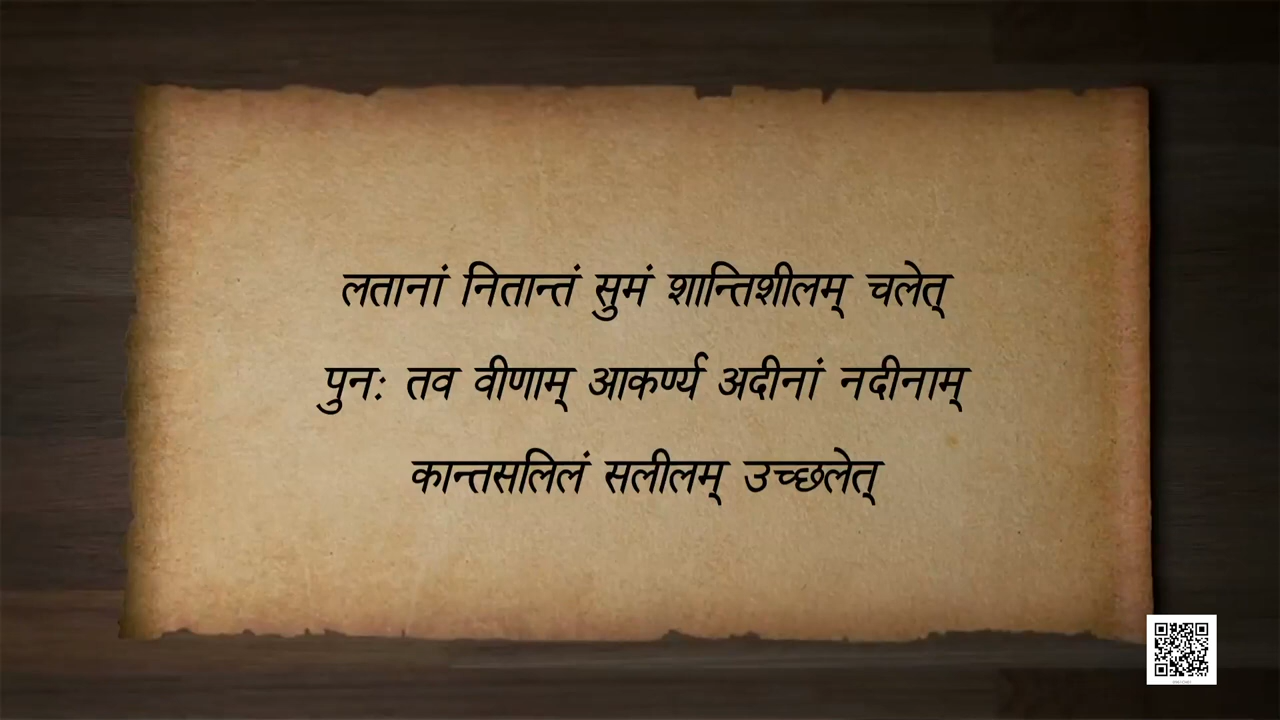 लतानां नितान्तं सुमं शान्तिशीलम् चलेत्
पुनः तव वीणाम् आकर्ण्य अदीनां नदीनाम्
कान्तसलिलं सलीलम् उच्छलेत्